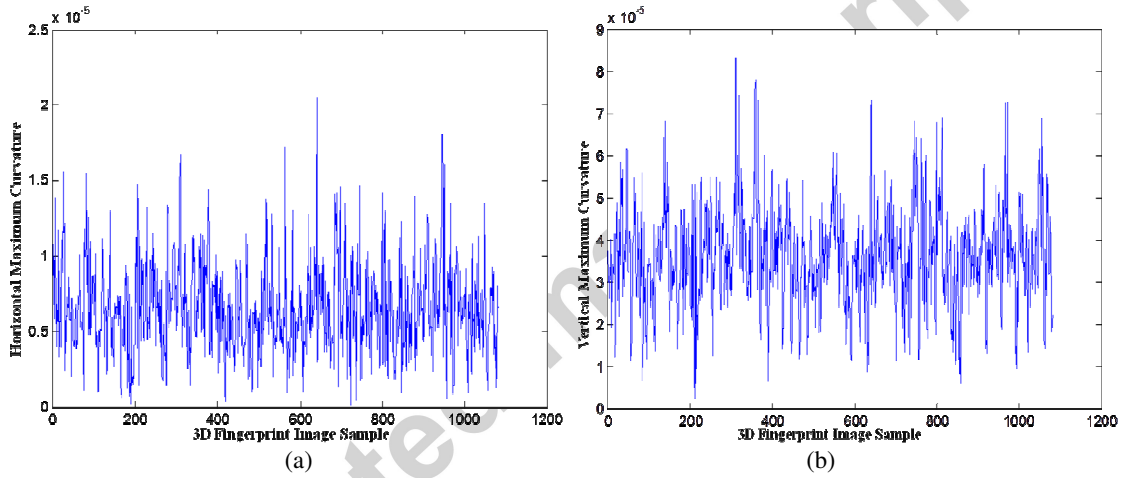 x 10-5
2.5
2
1.5
1
0.5
0
0 200 400 600 800 1000 1200
Horizontal Maximum Curvature
3D Fingerprint Image Sample
(a)
x 10-5
9
8
7
6
5
4
3
2
1
0
0 200 400 600 800 1000 1200
Vertical Maximum Curvature
3D Fingerprint Image Sample
(b)